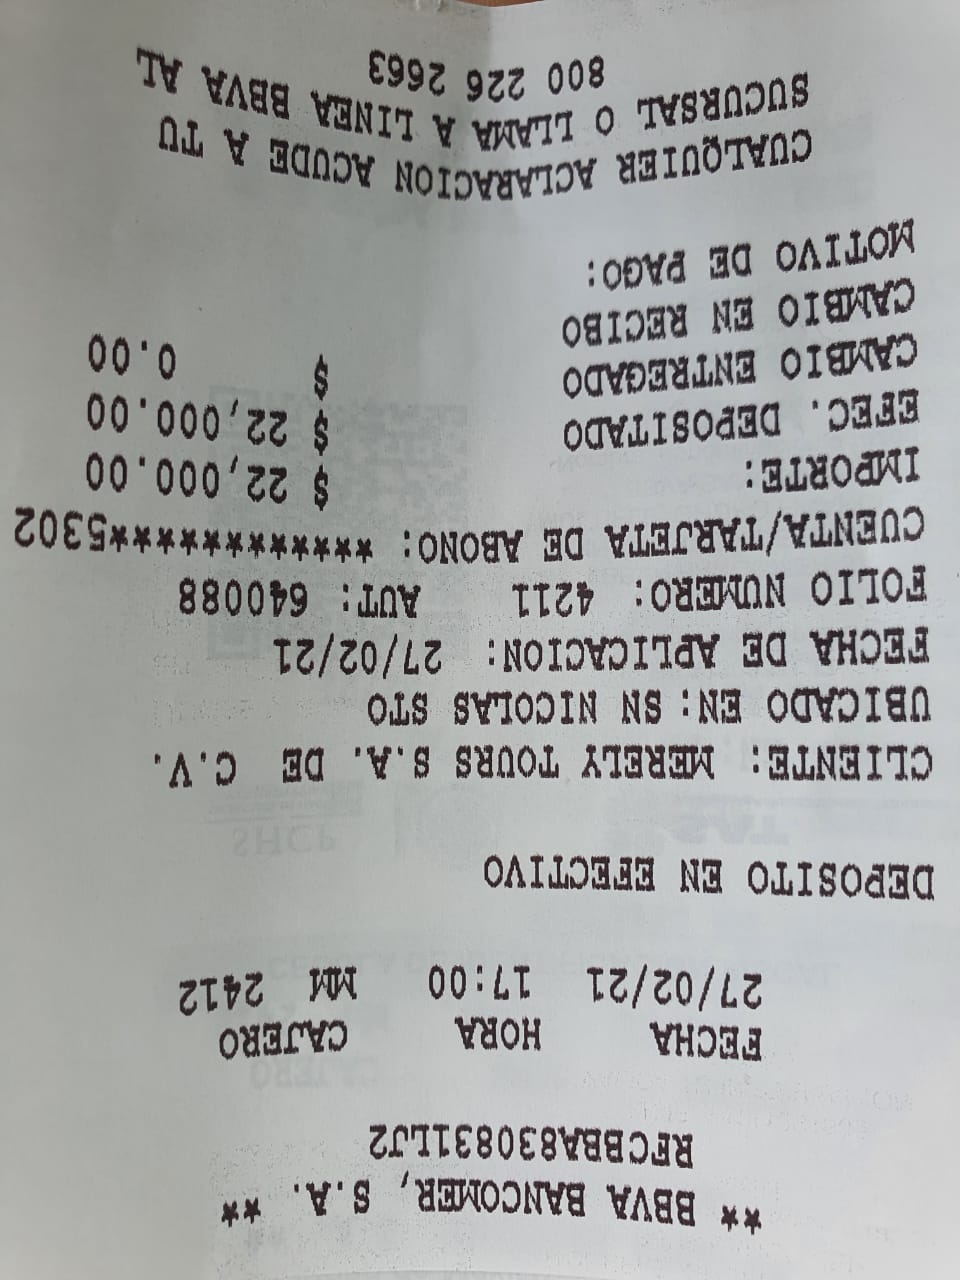 ** BBVA BANCOMER, S.A. **
RFCBBA830831LJ2
FECHA HORA CAJERO
27/02/21 17:00 MM 2412
DEPOSITO EN EFECTIVO
CLIENTE: MERELY TOURS S.A. DE C.V.
UBICADO EN: SN NICOLAS STO
FECHA DE APLICACION: 27/02/21
FOLIO NUMERO: 4211 AUT: 640088
CUENTA/TARJETA DE ABONO: ************5302
IMPORTE: $ 22,000.00
EFEC. DEPOSITADO $ 22,000.00
CAMBIO ENTREGADO $ 0.00
CAMBIO EN RECIBO
MOTIVO DE PAGO:
CUALQUIER ACLARACION ACUDE A TU
SUCURSAL O LLAMA A LINEA BBVA AL
800 226 2663
SHCP
SAT